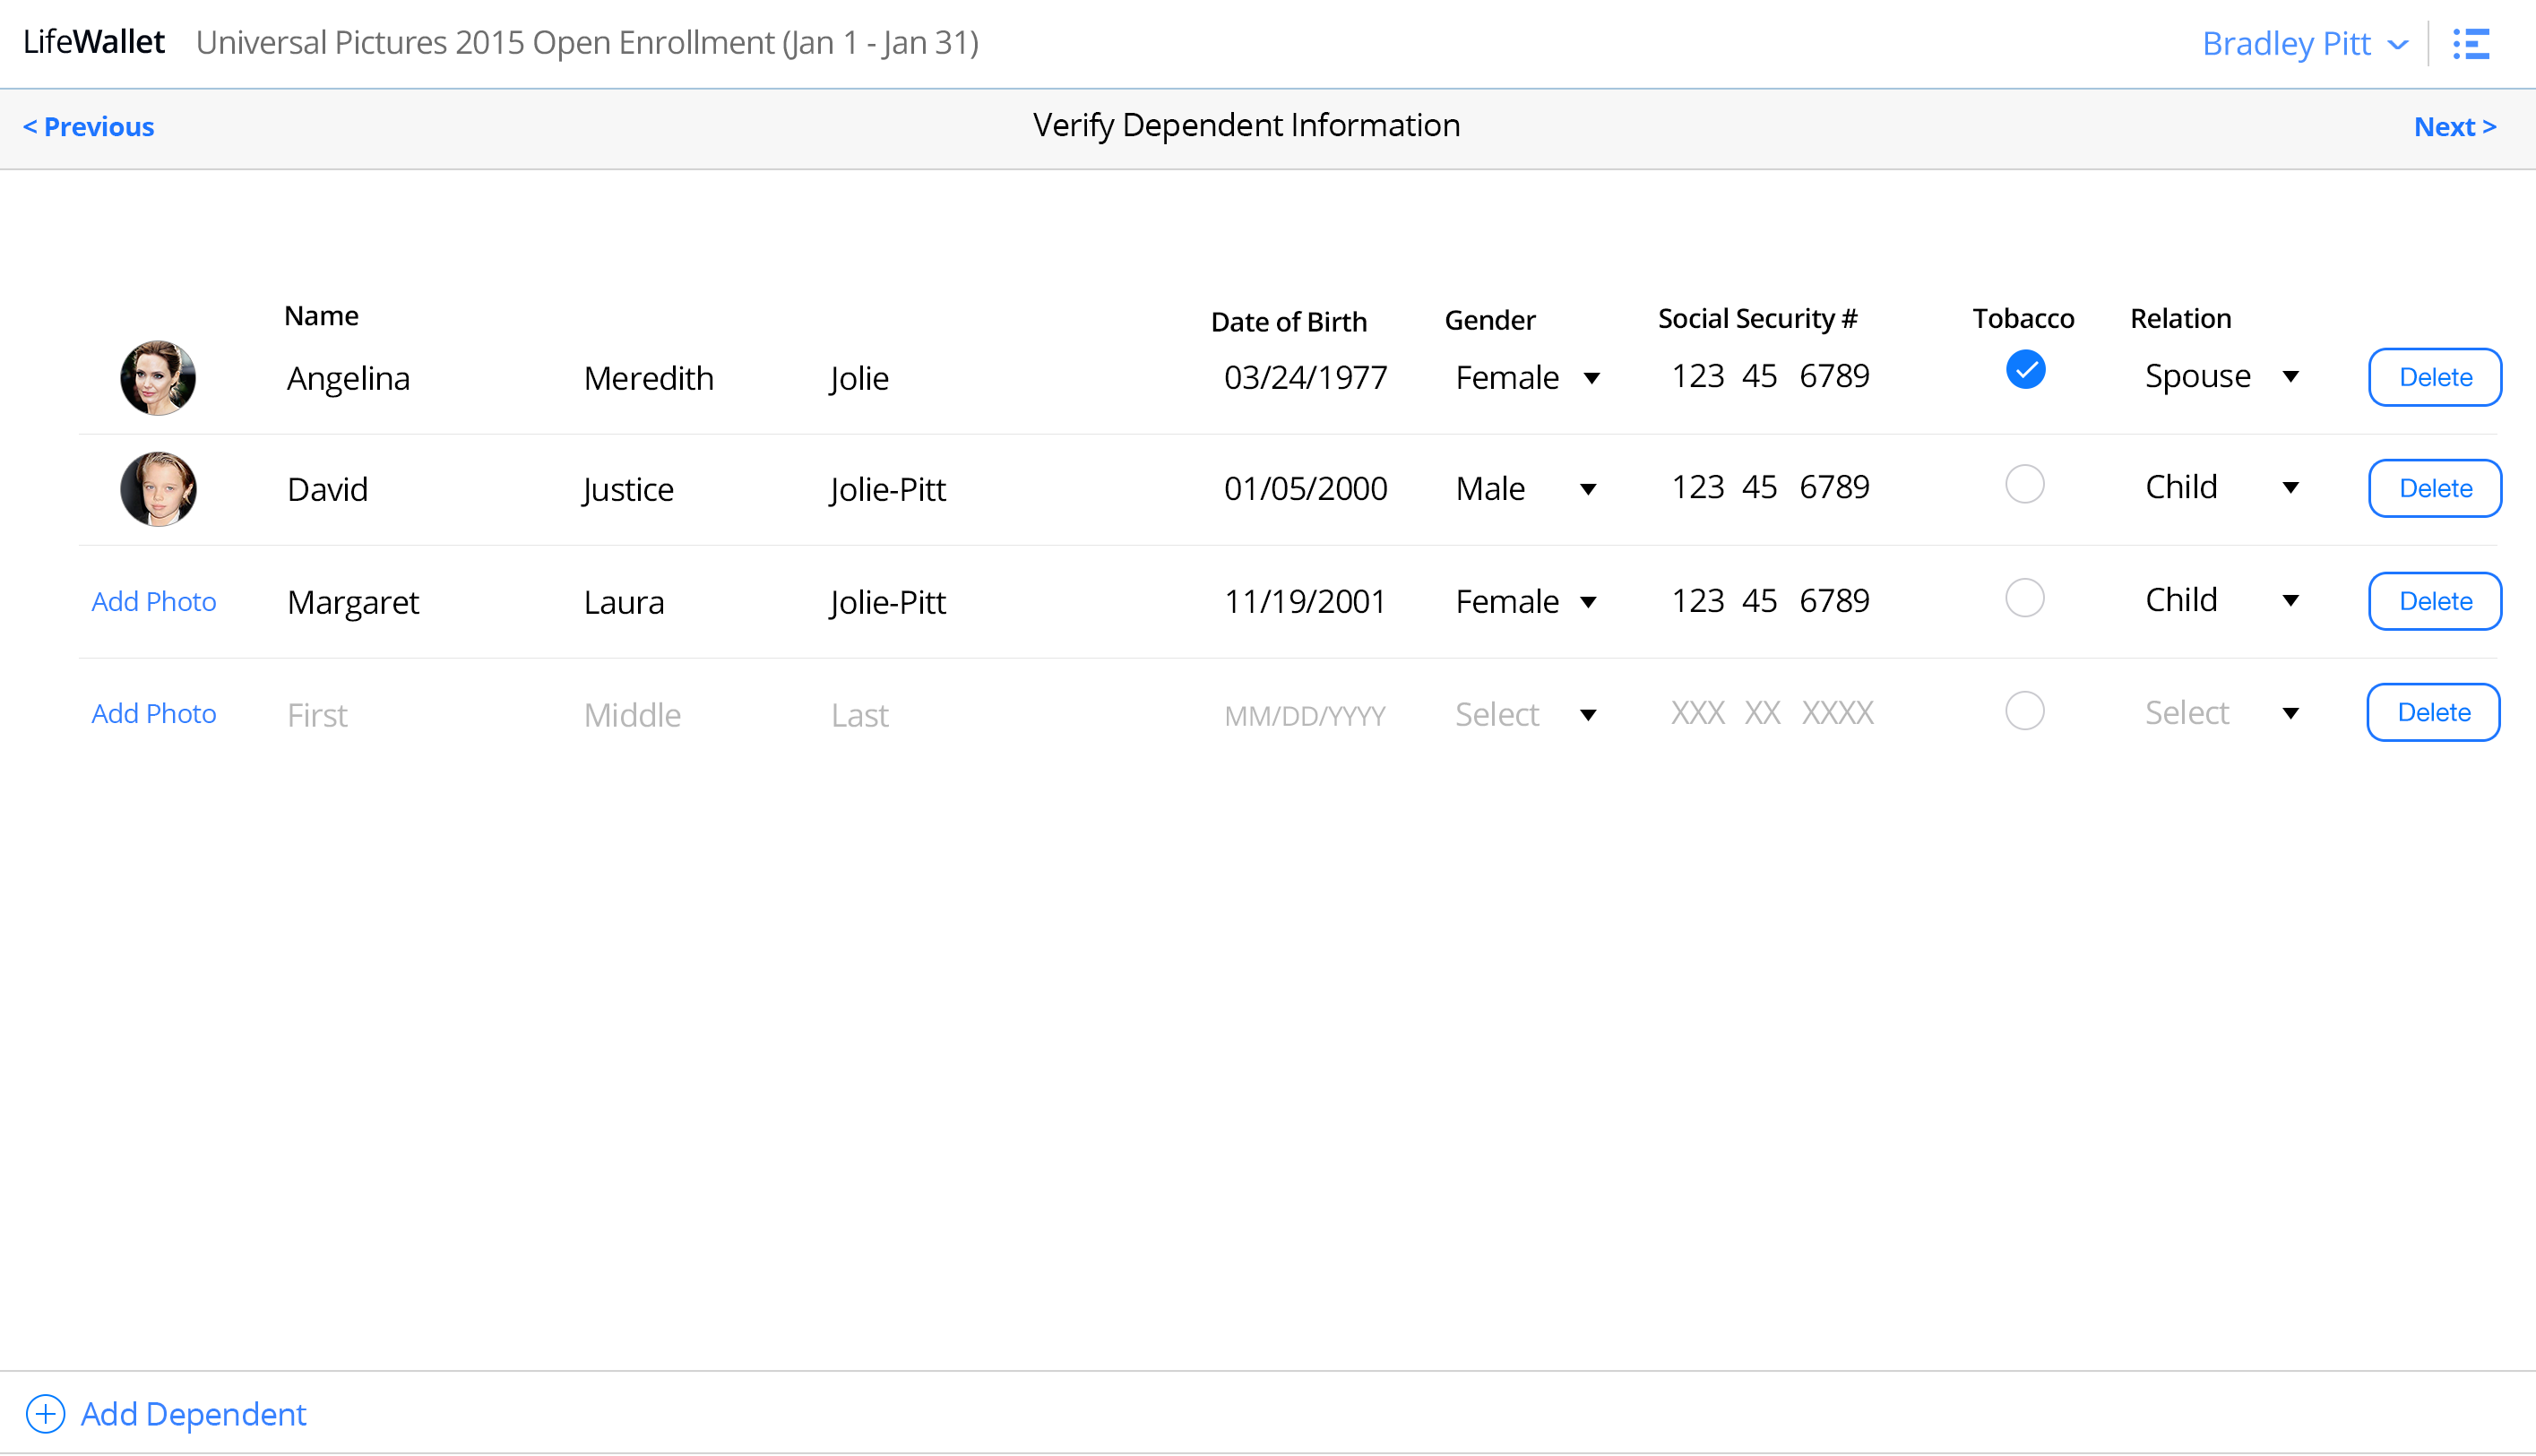 LifeWallet Universal Pictures 2015 Open Enrollment (Jan 1 - Jan 31) Bradley Pitt
< Previous Verify Dependent Information Next >
Name Date of Birth Gender Social Security # Tobacco Relation
Angelina Meredith Jolie 03/24/1977 Female 123 45 6789 Spouse Delete
David Justice Jolie-Pitt 01/05/2000 Male 123 45 6789 Child Delete
Add Photo Margaret Laura Jolie-Pitt 11/19/2001 Female 123 45 6789 Child Delete
Add Photo First Middle Last MM/DD/YYYY Select XXX XX XXXX Select Delete
Add Dependent